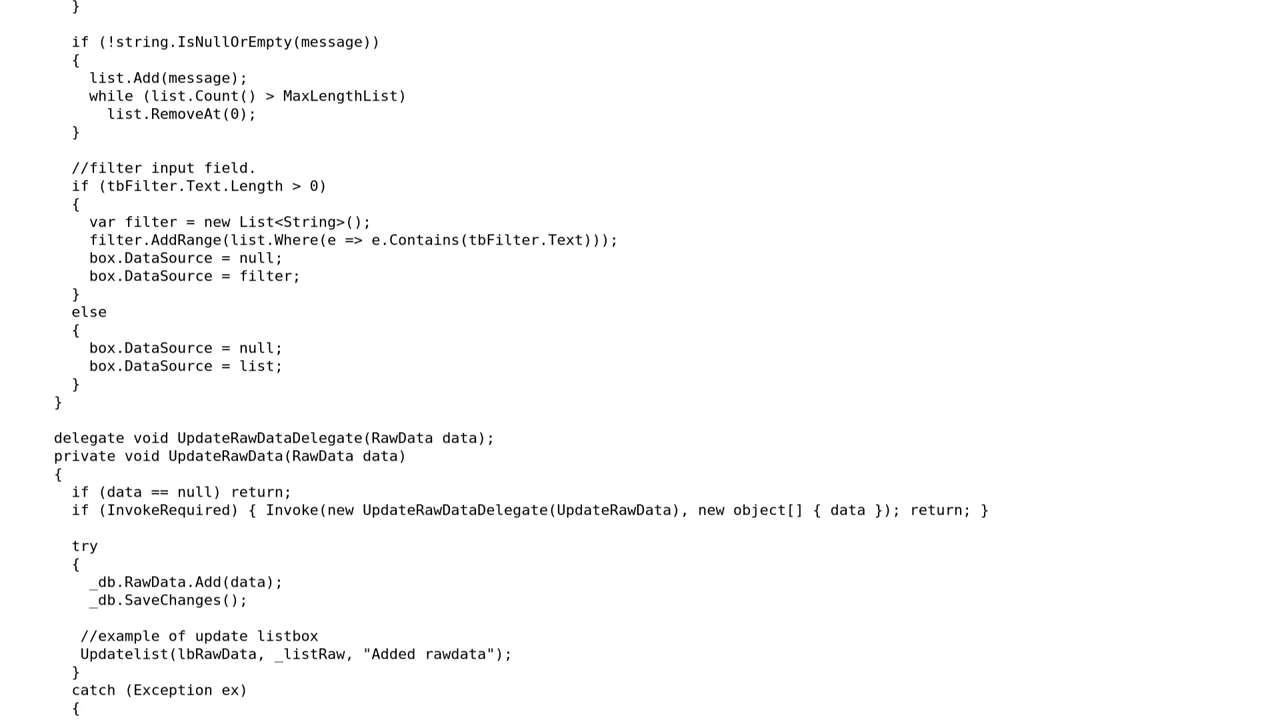 }
if (!string.IsNullOrEmpty(message))
{
list.Add(message);
while (list.Count() > MaxLengthList)
list.RemoveAt(0);
}
//filter input field.
if (tbFilter.Text.Length > 0)
{
var filter = new List<String>();
filter.AddRange(list.Where(e => e.Contains(tbFilter.Text)));
box.DataSource = null;
box.DataSource = filter;
}
else
{
box.DataSource = null;
box.DataSource = list;
}
}
delegate void UpdateRawDataDelegate(RawData data);
private void UpdateRawData(RawData data)
{
if (data == null) return;
if (InvokeRequired) { Invoke(new UpdateRawDataDelegate(UpdateRawData), new object[] { data }); return; }
try
{
_db.RawData.Add(data);
_db.SaveChanges();
//example of update listbox
Updatelist(lbRawData, _listRaw, "Added rawdata");
}
catch (Exception ex)
{